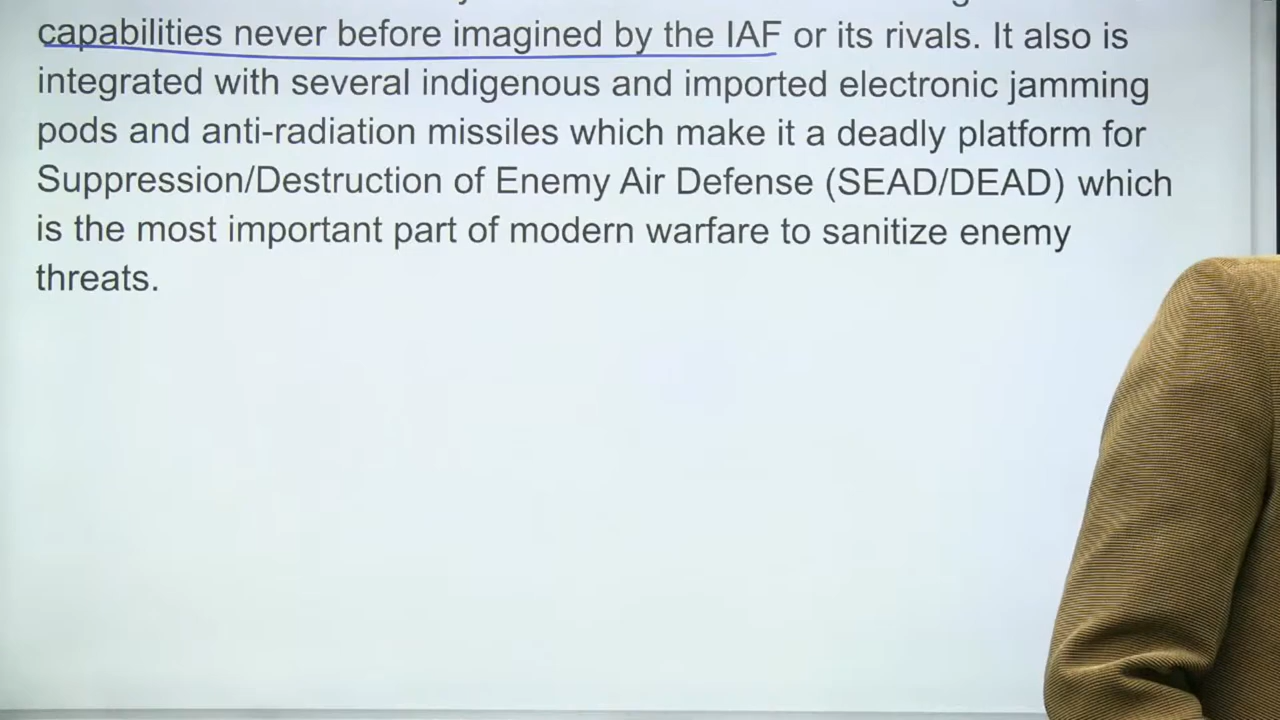 capabilities never before imagined by the IAF or its rivals. It also is
integrated with several indigenous and imported electronic jamming
pods and anti-radiation missiles which make it a deadly platform for
Suppression/Destruction of Enemy Air Defense (SEAD/DEAD) which
is the most important part of modern warfare to sanitize enemy
threats.